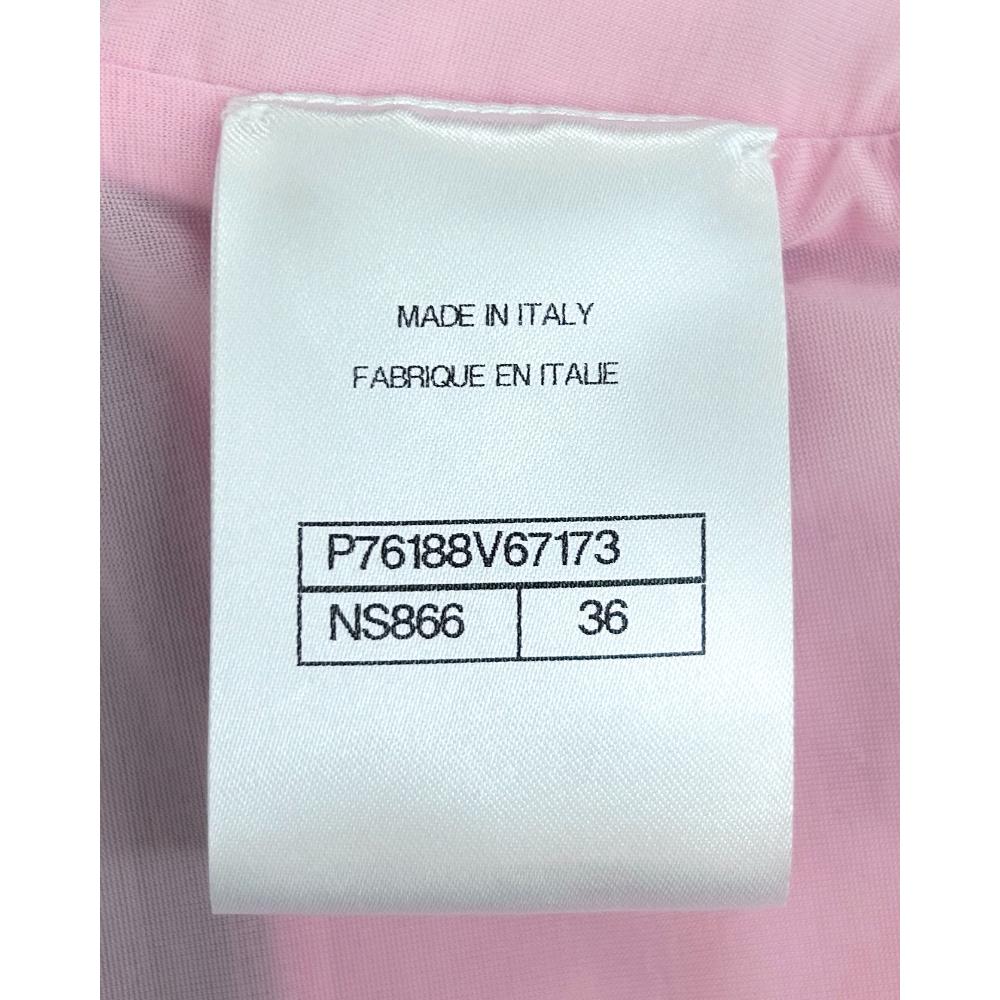 MADE IN ITALY
FABRIQUE EN ITALIE
P76188V67173
NS866 36